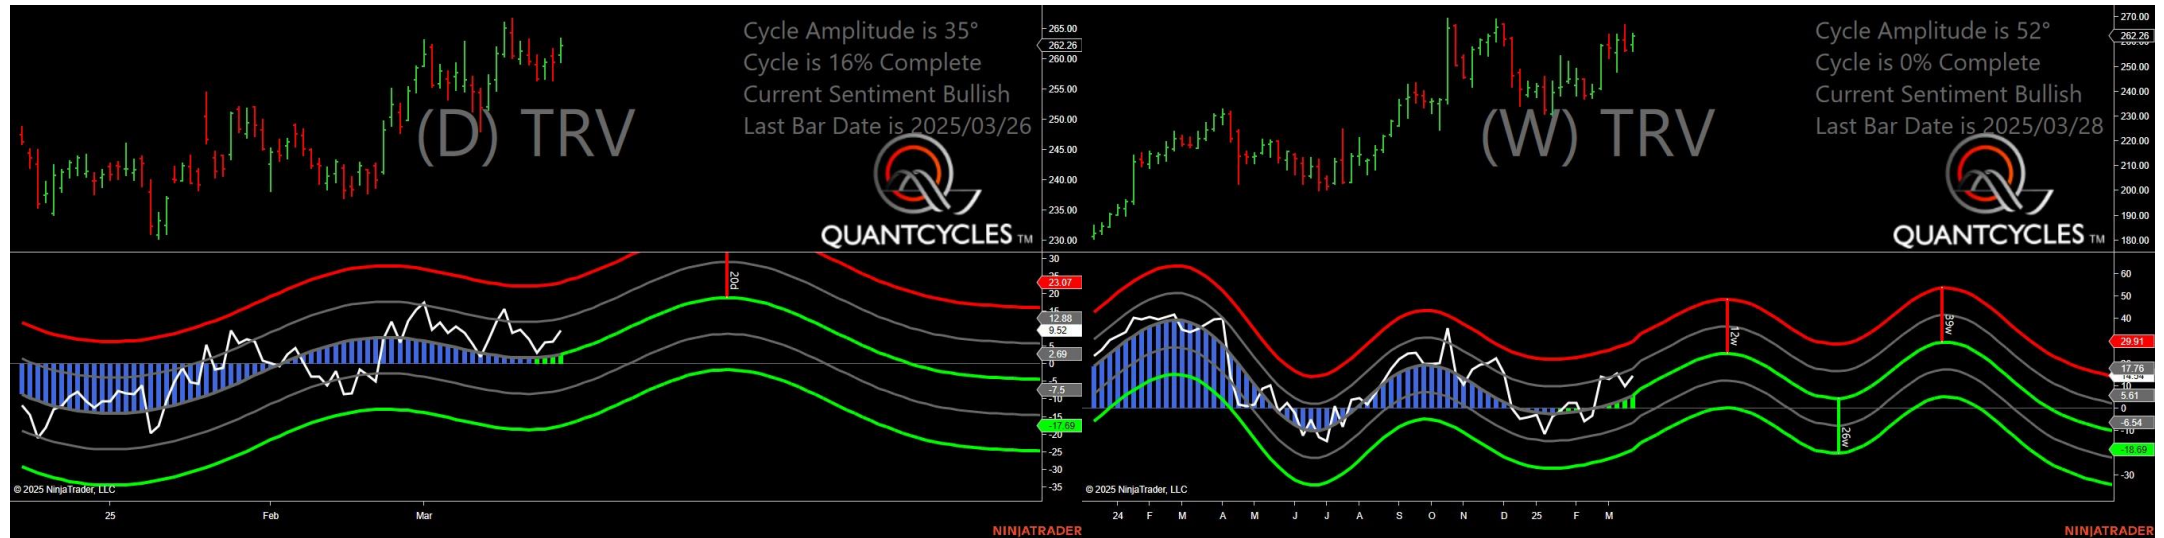 Cycle Amplitude is 35°
Cycle is 16% Complete
Current Sentiment Bullish
Last Bar Date is 2025/03/26
(D) TRV
QUANTCYCLES TM
265.00
262.26
260.00
255.00
250.00
245.00
240.00
235.00
230.00
20d
30
23.07
20
12.88
9.52
5
2.69
0
-5
-7.5
-10
-15
-17.69
-20
-25
-30
-35
© 2025 NinjaTrader, LLC
25 Feb Mar
NINJATRADER
Cycle Amplitude is 52°
Cycle is 0% Complete
Current Sentiment Bullish
Last Bar Date is 2025/03/28
(W) TRV
QUANTCYCLES TM
270.00
262.26
250.00
240.00
230.00
220.00
210.00
200.00
190.00
180.00
12w
26w
39w
60
50
40
29.91
17.76
10
5.61
0
-6.54
-10
-18.69
-30
© 2025 NinjaTrader, LLC
24 F M A M J J A S O N D 25 F M
NINJATRADER